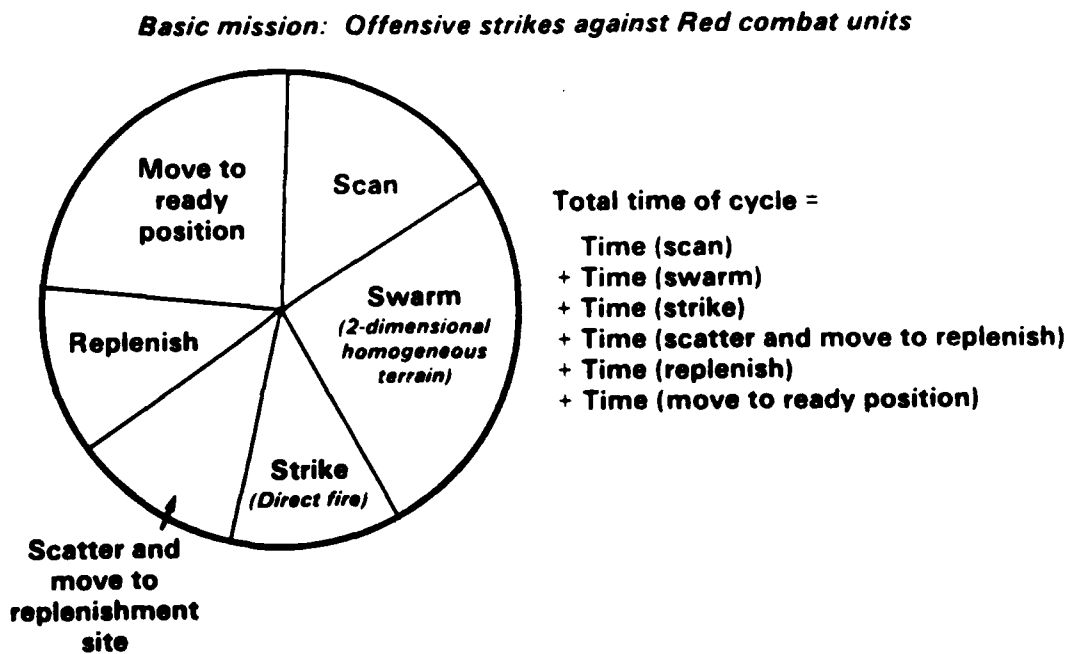 Basic mission: Offensive strikes against Red combat units
Move to
ready
position
Scan
Swarm
(2-dimensional
homogeneous
terrain)
Replenish
Strike
(Direct fire)
Scatter and
move to
replenishment
site
Total time of cycle =
Time (scan)
+ Time (swarm)
+ Time (strike)
+ Time (scatter and move to replenish)
+ Time (replenish)
+ Time (move to ready position)